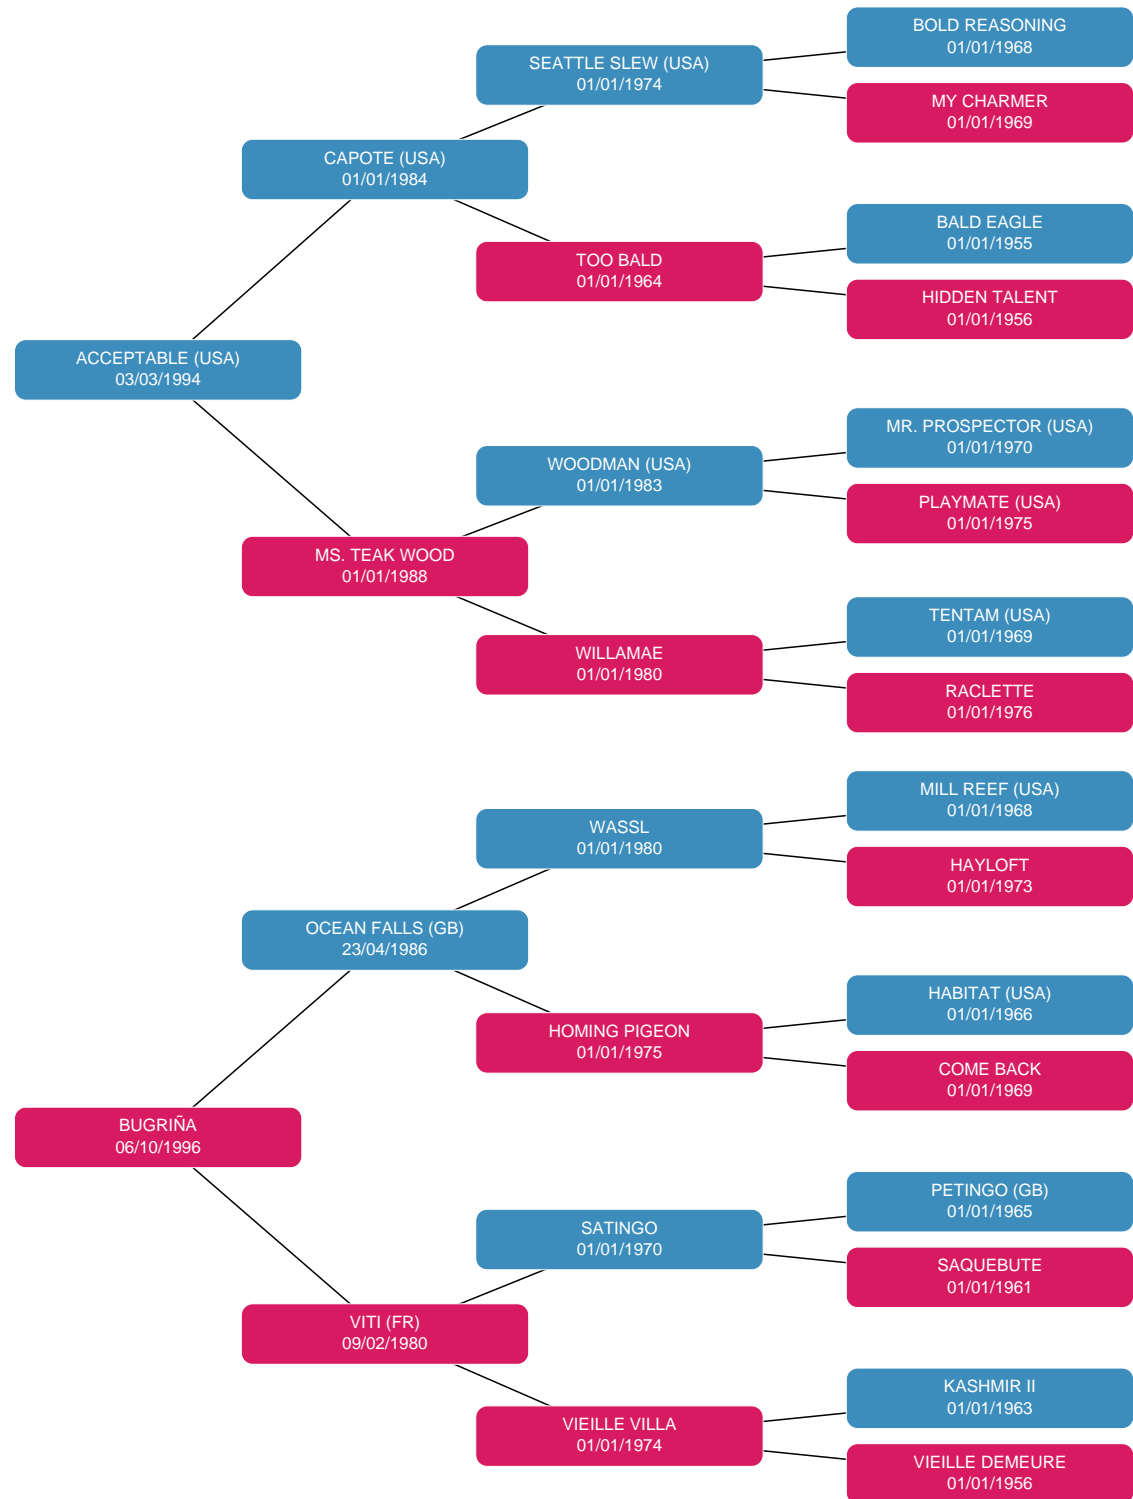 BOLD REASONING
01/01/1968
SEATTLE SLEW (USA)
01/01/1974
MY CHARMER
01/01/1969
CAPOTE (USA)
01/01/1984
BALD EAGLE
01/01/1955
TOO BALD
01/01/1964
HIDDEN TALENT
01/01/1956
ACCEPTABLE (USA)
03/03/1994
MR. PROSPECTOR (USA)
01/01/1970
WOODMAN (USA)
01/01/1983
PLAYMATE (USA)
01/01/1975
MS. TEAK WOOD
01/01/1988
TENTAM (USA)
01/01/1969
WILLAMAE
01/01/1980
RACLETTE
01/01/1976
MILL REEF (USA)
01/01/1968
WASSL
01/01/1980
HAYLOFT
01/01/1973
OCEAN FALLS (GB)
23/04/1986
HABITAT (USA)
01/01/1966
HOMING PIGEON
01/01/1975
COME BACK
01/01/1969
BUGRIÑA
06/10/1996
PETINGO (GB)
01/01/1965
SATINGO
01/01/1970
SAQUEBUTE
01/01/1961
VITI (FR)
09/02/1980
KASHMIR II
01/01/1963
VIEILLE VILLA
01/01/1974
VIEILLE DEMEURE
01/01/1956